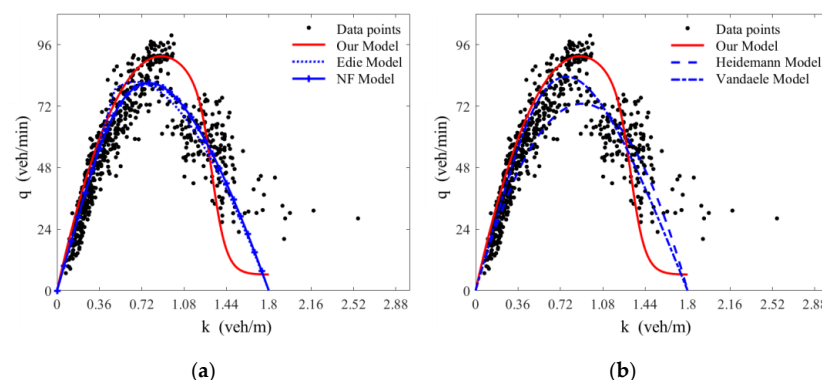 96
72
48
24
0
q (veh/min)
0 0.36 0.72 1.08 1.44 1.8 2.16 2.52 2.88
k (veh/m)
Data points
Our Model
Edie Model
NF Model
(a)
96
72
48
24
0
q (veh/min)
0 0.36 0.72 1.08 1.44 1.8 2.16 2.52 2.88
k (veh/m)
Data points
Our Model
Heidemann Model
Vandaele Model
(b)